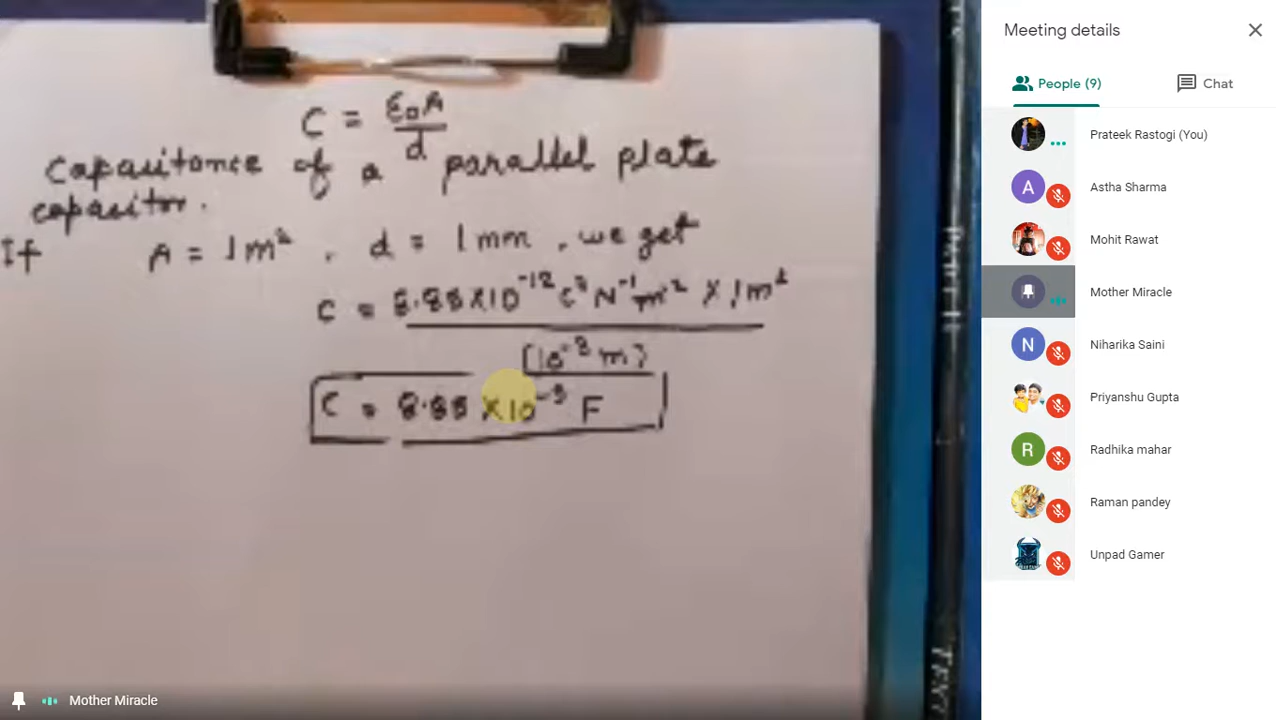 C = ε₀A/d
Capacitance of a parallel plate
capacitor.
If A = 1m², d = 1mm, we get
C = 8.85×10⁻¹² C² N⁻¹ m⁻² × 1m²
(10⁻³ m)
C = 8.85 ×10⁻⁹ F
Mother Miracle
Meeting details
People (9)
Chat
Prateek Rastogi (You)
A
Astha Sharma
Mohit Rawat
Mother Miracle
N
Niharika Saini
Priyanshu Gupta
R
Radhika mahar
Raman pandey
Unpad Gamer